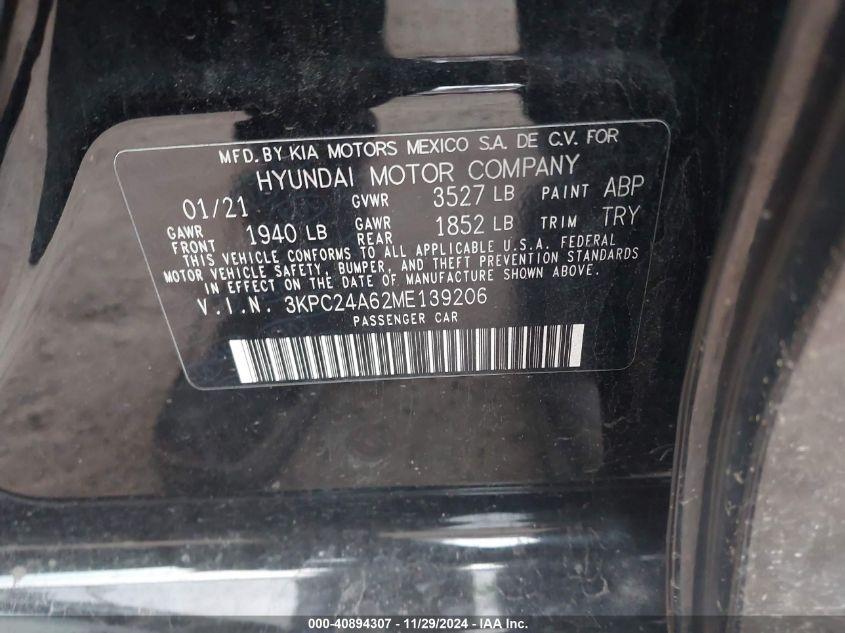 MFD. BY KIA MOTORS MEXICO S.A. DE C.V. FOR
HYUNDAI MOTOR COMPANY
01/21 GVWR 3527 LB PAINT ABP
GAWR FRONT 1940 LB GAWR REAR 1852 LB TRIM TRY
THIS VEHICLE CONFORMS TO ALL APPLICABLE U.S.A. FEDERAL
MOTOR VEHICLE SAFETY, BUMPER, AND THEFT PREVENTION STANDARDS
IN EFFECT ON THE DATE OF MANUFACTURE SHOWN ABOVE.
V.I.N. 3KPC24A62ME139206
PASSENGER CAR
000-40894307 - 11/29/2024 - IAA Inc.